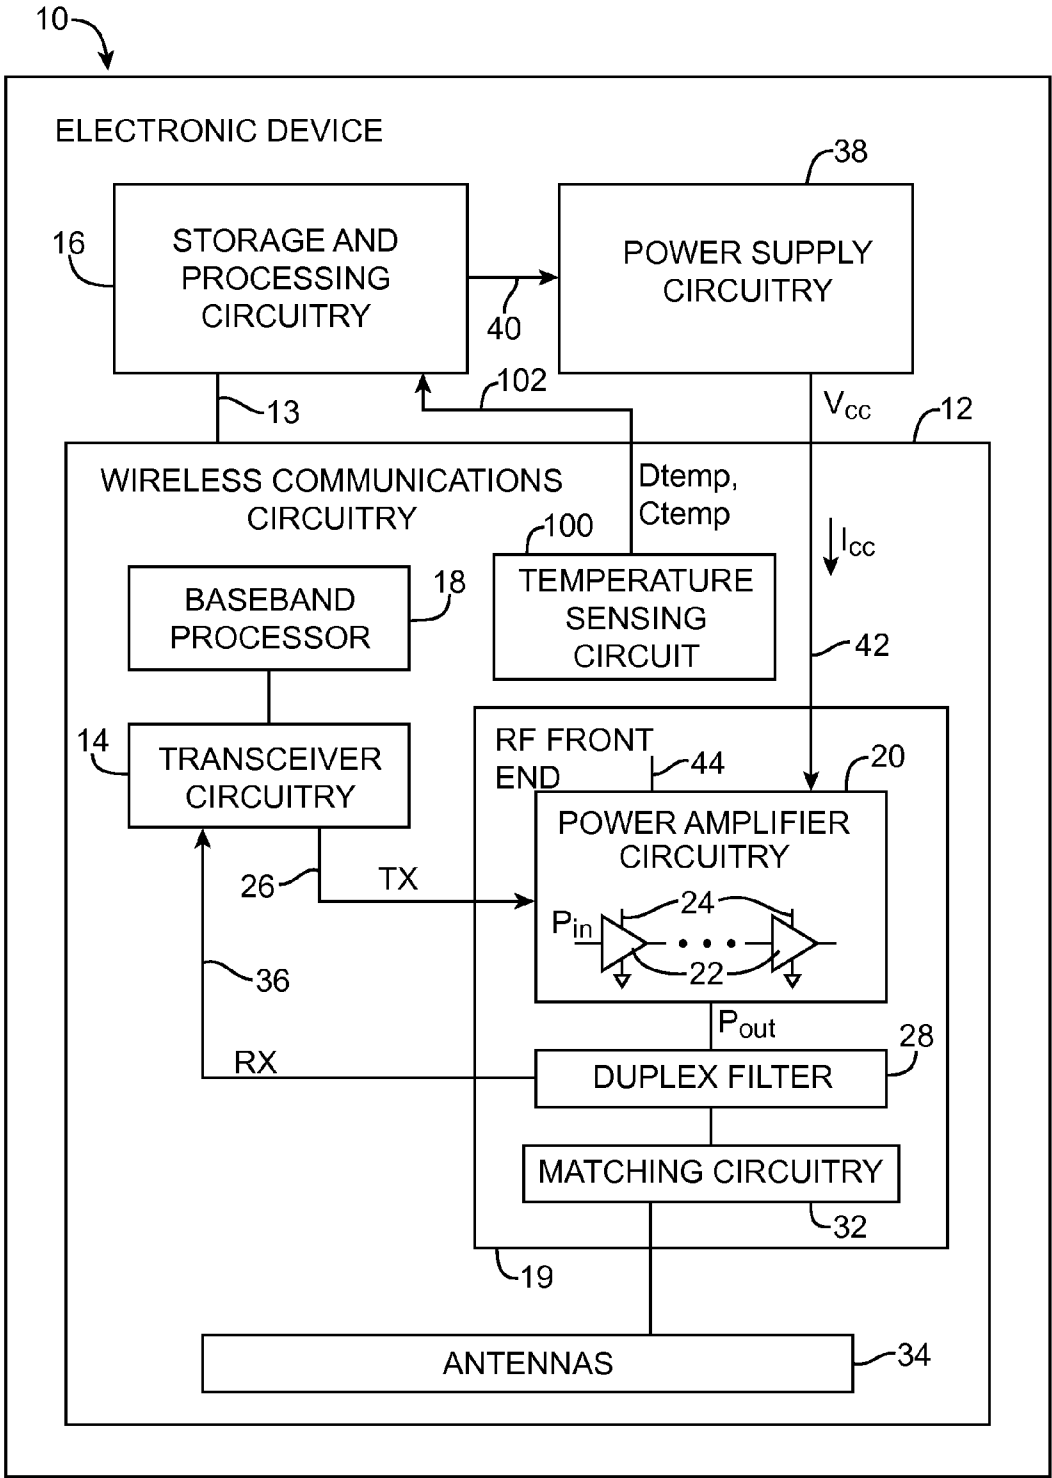 10
ELECTRONIC DEVICE
38
16
STORAGE AND
PROCESSING
CIRCUITRY
POWER SUPPLY
CIRCUITRY
40
102
13
Vcc
12
WIRELESS COMMUNICATIONS
CIRCUITRY
Dtemp,
Ctemp
100
Icc
TEMPERATURE
SENSING
CIRCUIT
18
BASEBAND
PROCESSOR
42
14
TRANSCEIVER
CIRCUITRY
RF FRONT
END
44
20
POWER AMPLIFIER
CIRCUITRY
26
TX
24
Pin
22
36
Pout
28
RX
DUPLEX FILTER
MATCHING CIRCUITRY
32
19
ANTENNAS
34